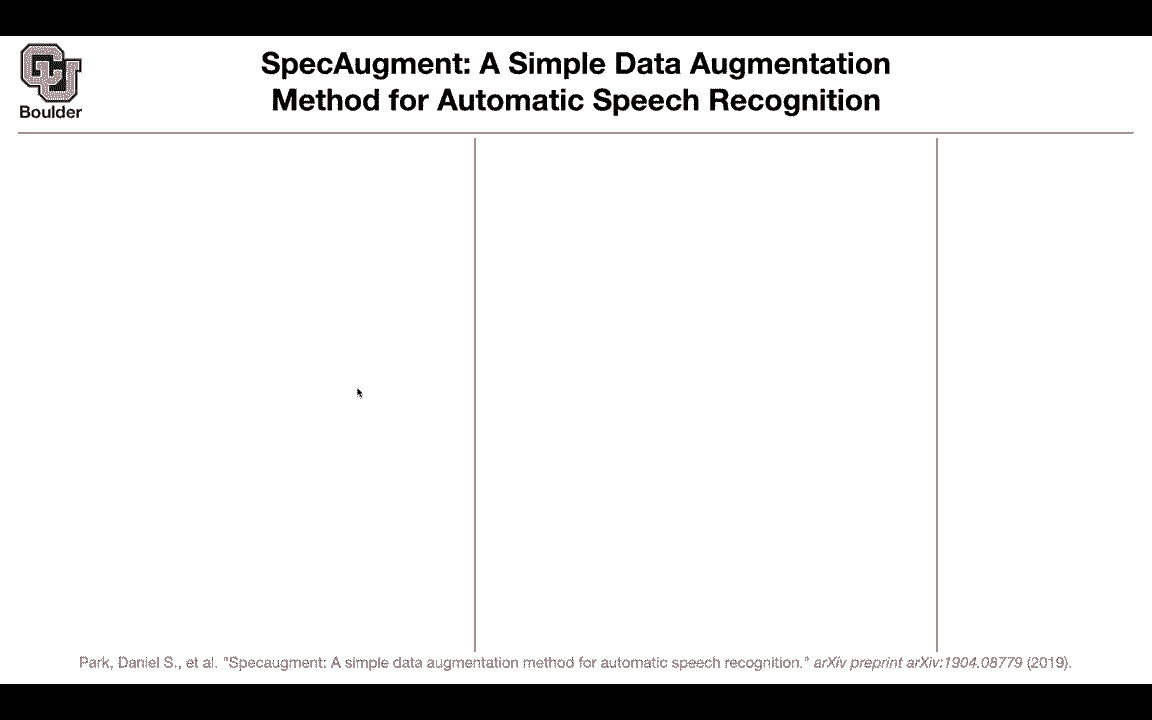 SpecAugment: A Simple Data Augmentation
Method for Automatic Speech Recognition
CU
Boulder
Park, Daniel S., et al. "Specaugment: A simple data augmentation method for automatic speech recognition." arXiv preprint arXiv:1904.08779 (2019).